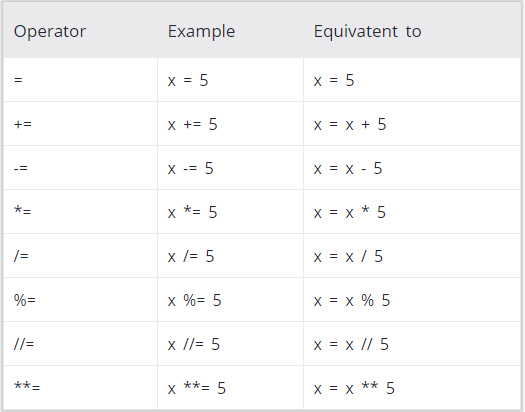 Operator Example Equivatent to
= x = 5 x = 5
+= x += 5 x = x + 5
-= x -= 5 x = x - 5
*= x *= 5 x = x * 5
/= x /= 5 x = x / 5
%= x %= 5 x = x % 5
//= x //= 5 x = x // 5
**= x **= 5 x = x ** 5